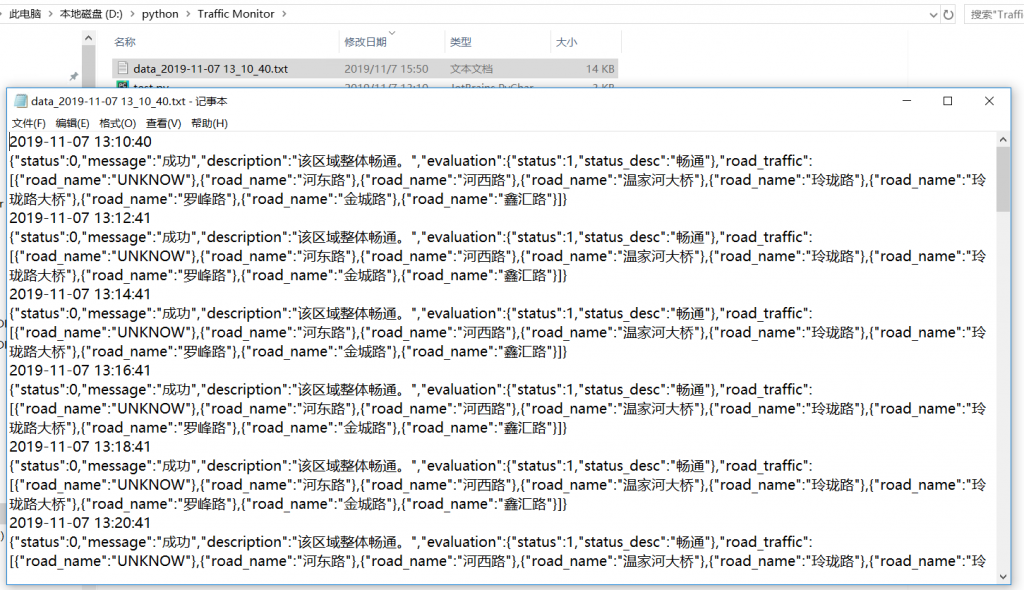 此电脑 > 本地磁盘 (D:) > python > Traffic Monitor >
搜索"Traffi
名称 修改日期 类型 大小
data_2019-11-07 13_10_40.txt 2019/11/7 15:50 文本文档 14 KB
data_2019-11-07 13_10_40.txt - 记事本
文件(F) 编辑(E) 格式(O) 查看(V) 帮助(H)
2019-11-07 13:10:40
{"status":0,"message":"成功","description":"该区域整体畅通。","evaluation":{"status":1,"status_desc":"畅通"},"road_traffic":
[{"road_name":"UNKNOW"},{"road_name":"河东路"},{"road_name":"河西路"},{"road_name":"温家河大桥"},{"road_name":"玲珑路"},{"road_name":"玲
珑路大桥"},{"road_name":"罗峰路"},{"road_name":"金城路"},{"road_name":"鑫汇路"}]}
2019-11-07 13:12:41
{"status":0,"message":"成功","description":"该区域整体畅通。","evaluation":{"status":1,"status_desc":"畅通"},"road_traffic":
[{"road_name":"UNKNOW"},{"road_name":"河东路"},{"road_name":"河西路"},{"road_name":"温家河大桥"},{"road_name":"玲珑路"},{"road_name":"玲
珑路大桥"},{"road_name":"罗峰路"},{"road_name":"金城路"},{"road_name":"鑫汇路"}]}
2019-11-07 13:14:41
{"status":0,"message":"成功","description":"该区域整体畅通。","evaluation":{"status":1,"status_desc":"畅通"},"road_traffic":
[{"road_name":"UNKNOW"},{"road_name":"河东路"},{"road_name":"河西路"},{"road_name":"温家河大桥"},{"road_name":"玲珑路"},{"road_name":"玲
珑路大桥"},{"road_name":"罗峰路"},{"road_name":"金城路"},{"road_name":"鑫汇路"}]}
2019-11-07 13:16:41
{"status":0,"message":"成功","description":"该区域整体畅通。","evaluation":{"status":1,"status_desc":"畅通"},"road_traffic":
[{"road_name":"UNKNOW"},{"road_name":"河东路"},{"road_name":"河西路"},{"road_name":"温家河大桥"},{"road_name":"玲珑路"},{"road_name":"玲
珑路大桥"},{"road_name":"罗峰路"},{"road_name":"金城路"},{"road_name":"鑫汇路"}]}
2019-11-07 13:18:41
{"status":0,"message":"成功","description":"该区域整体畅通。","evaluation":{"status":1,"status_desc":"畅通"},"road_traffic":
[{"road_name":"UNKNOW"},{"road_name":"河东路"},{"road_name":"河西路"},{"road_name":"温家河大桥"},{"road_name":"玲珑路"},{"road_name":"玲
珑路大桥"},{"road_name":"罗峰路"},{"road_name":"金城路"},{"road_name":"鑫汇路"}]}
2019-11-07 13:20:41
{"status":0,"message":"成功","description":"该区域整体畅通。","evaluation":{"status":1,"status_desc":"畅通"},"road_traffic":
[{"road_name":"UNKNOW"},{"road_name":"河东路"},{"road_name":"河西路"},{"road_name":"温家河大桥"},{"road_name":"玲珑路"},{"road_name":"玲